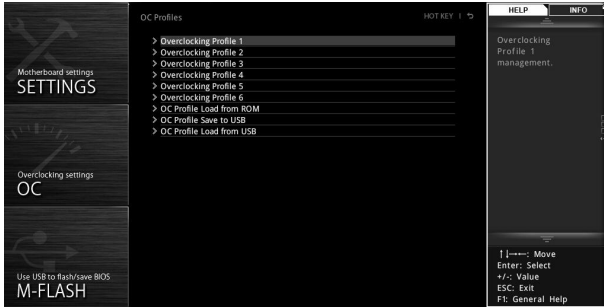 OC Profiles
HOT KEY |
HELP
INFO
Motherboard settings
SETTINGS
Overclocking settings
OC
Use USB to flash/save BIOS
M-FLASH
> Overclocking Profile 1
> Overclocking Profile 2
> Overclocking Profile 3
> Overclocking Profile 4
> Overclocking Profile 5
> Overclocking Profile 6
> OC Profile Load from ROM
> OC Profile Save to USB
> OC Profile Load from USB
Overclocking
Profile 1
management.
↑↓→←: Move
Enter: Select
+/-: Value
ESC: Exit
F1: General Help